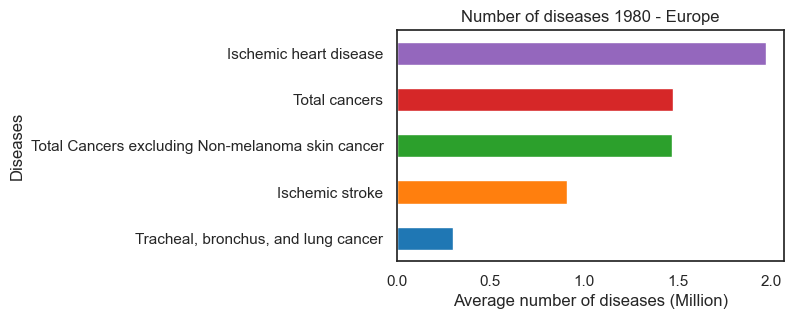 Number of diseases 1980 - Europe
Diseases
Ischemic heart disease
Total cancers
Total Cancers excluding Non-melanoma skin cancer
Ischemic stroke
Tracheal, bronchus, and lung cancer
0.0 0.5 1.0 1.5 2.0
Average number of diseases (Million)